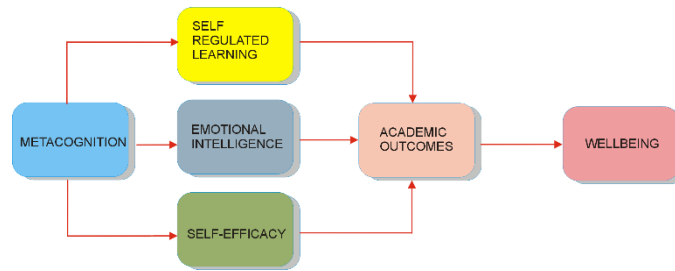 SELF
REGULATED
LEARNING
METACOGNITION
EMOTIONAL
INTELLIGENCE
ACADEMIC
OUTCOMES
WELLBEING
SELF-EFFICACY